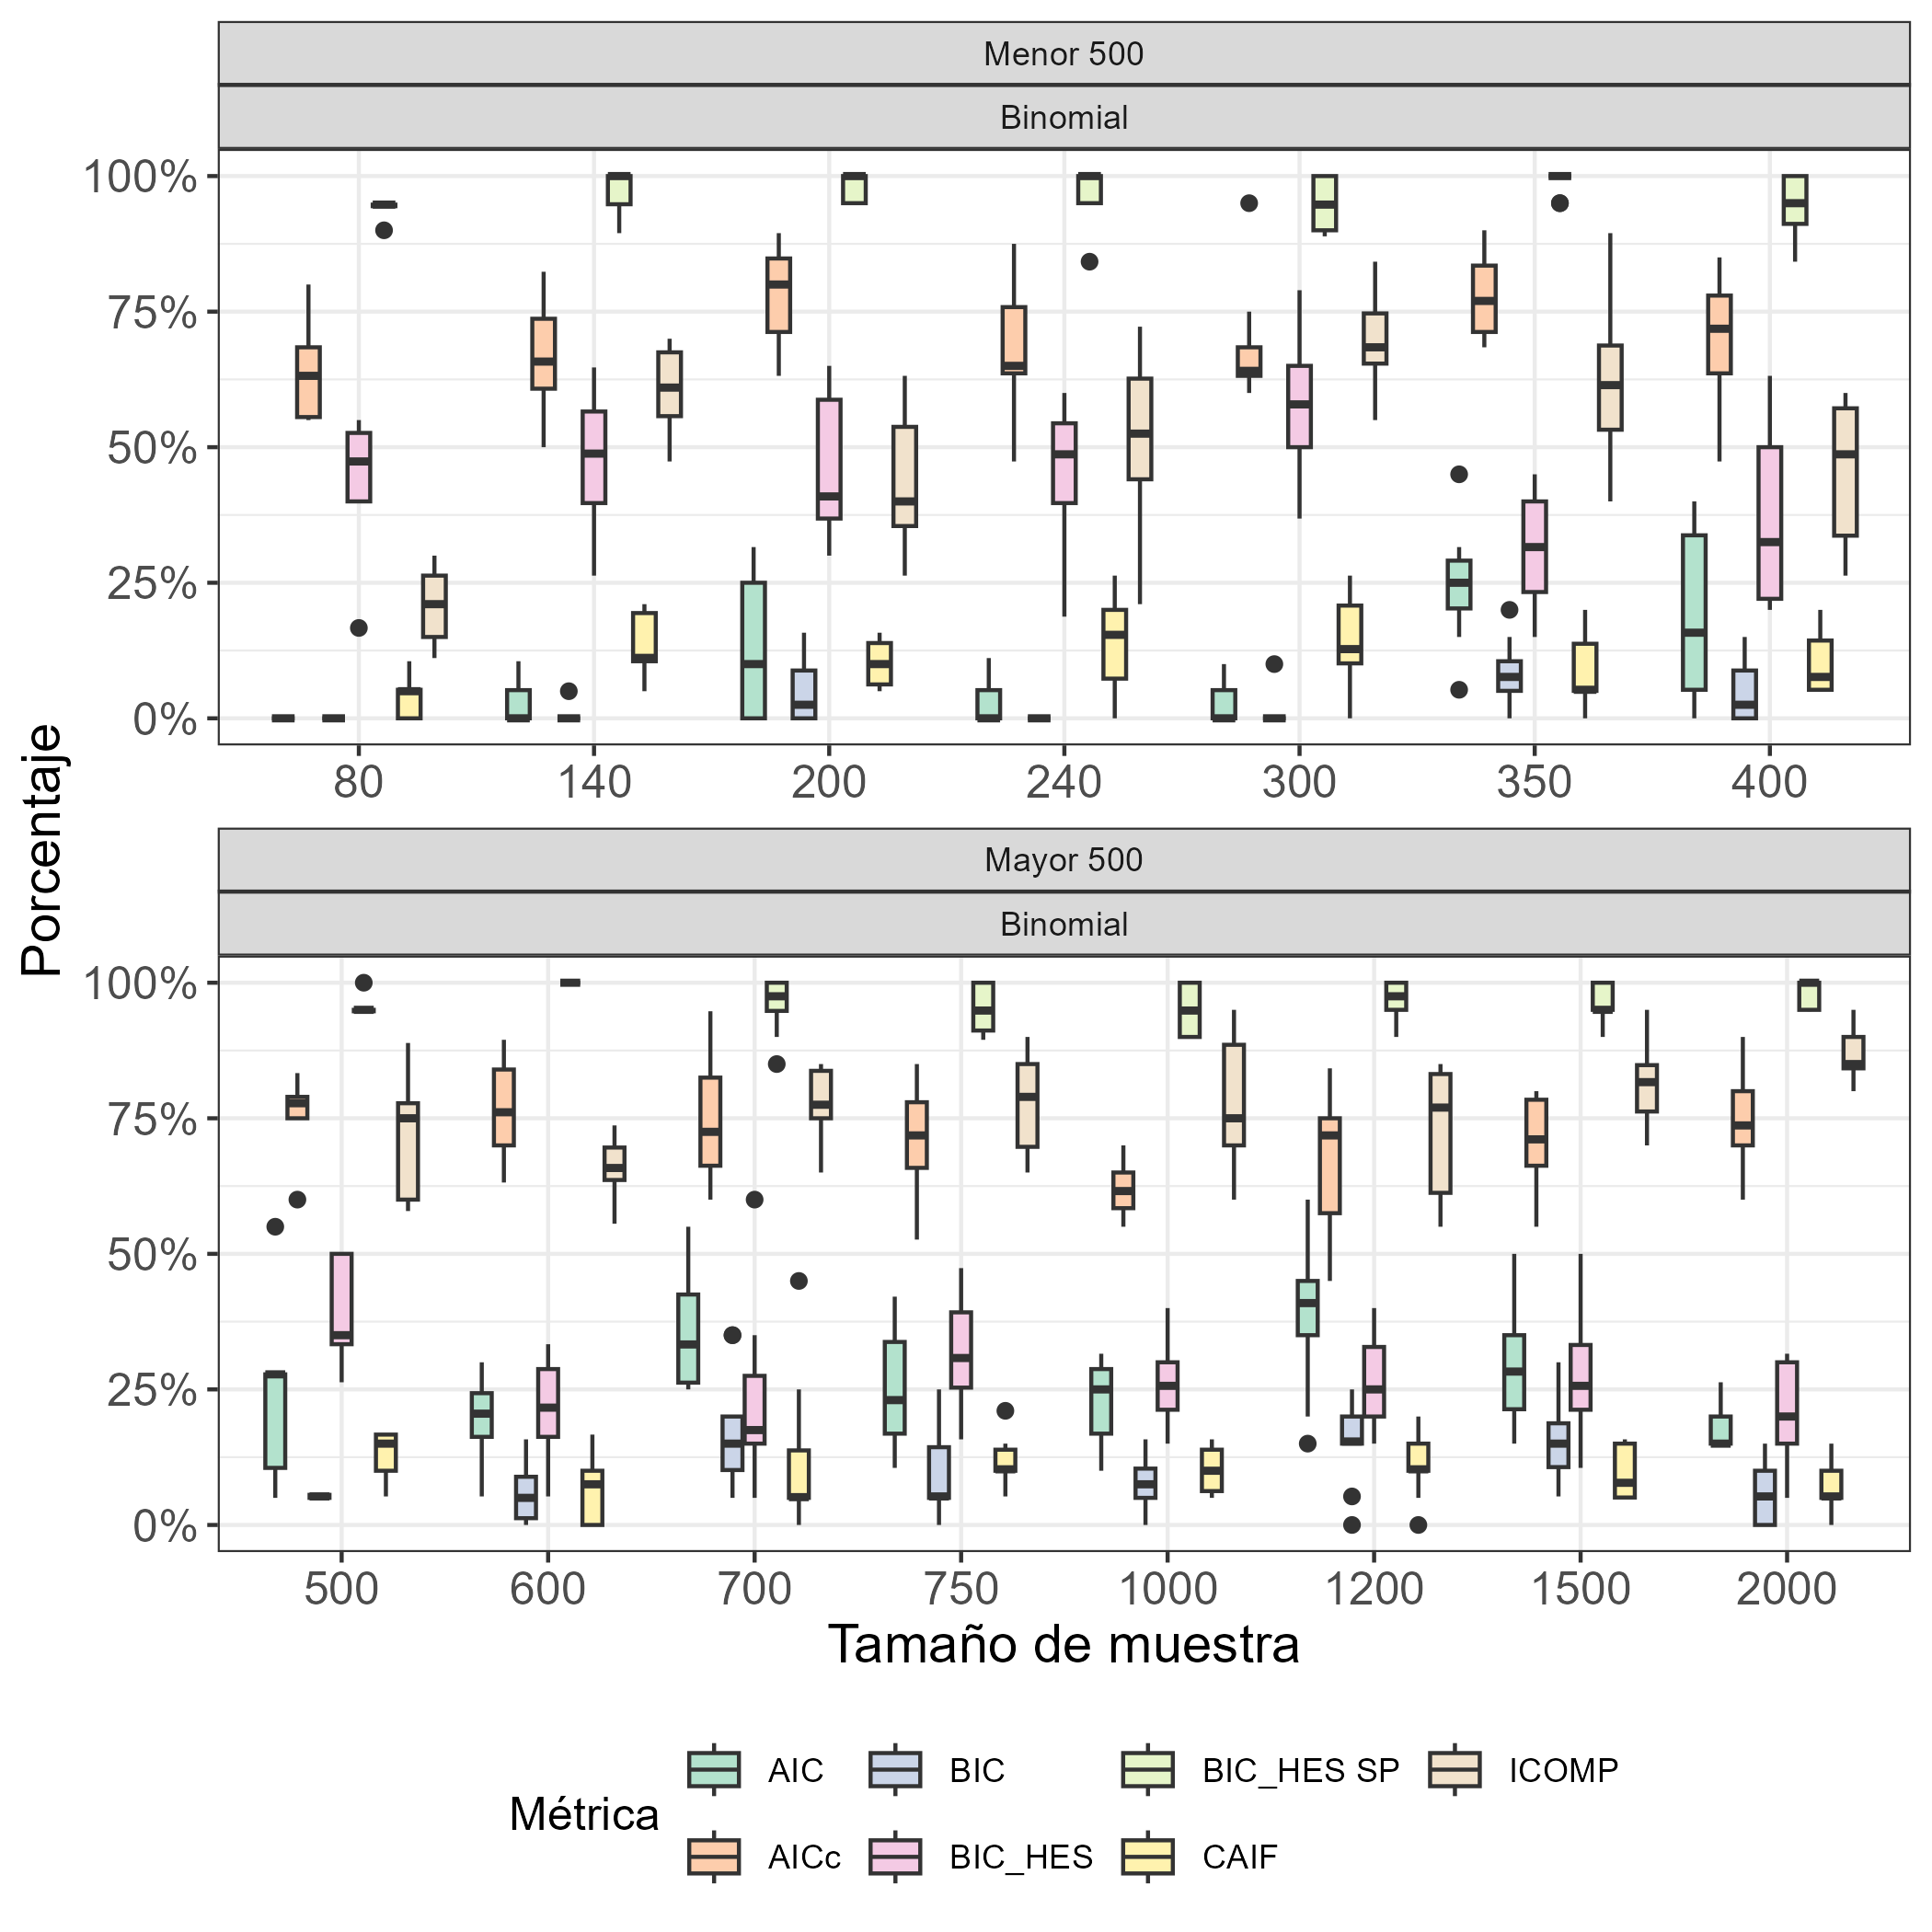 Menor 500
Binomial
100%
75%
50%
25%
0%
80 140 200 240 300 350 400
Mayor 500
Binomial
100%
75%
50%
25%
0%
500 600 700 750 1000 1200 1500 2000
Porcentaje
Tamaño de muestra
Métrica
AIC BIC BIC_HES SP ICOMP
AICc BIC_HES CAIF